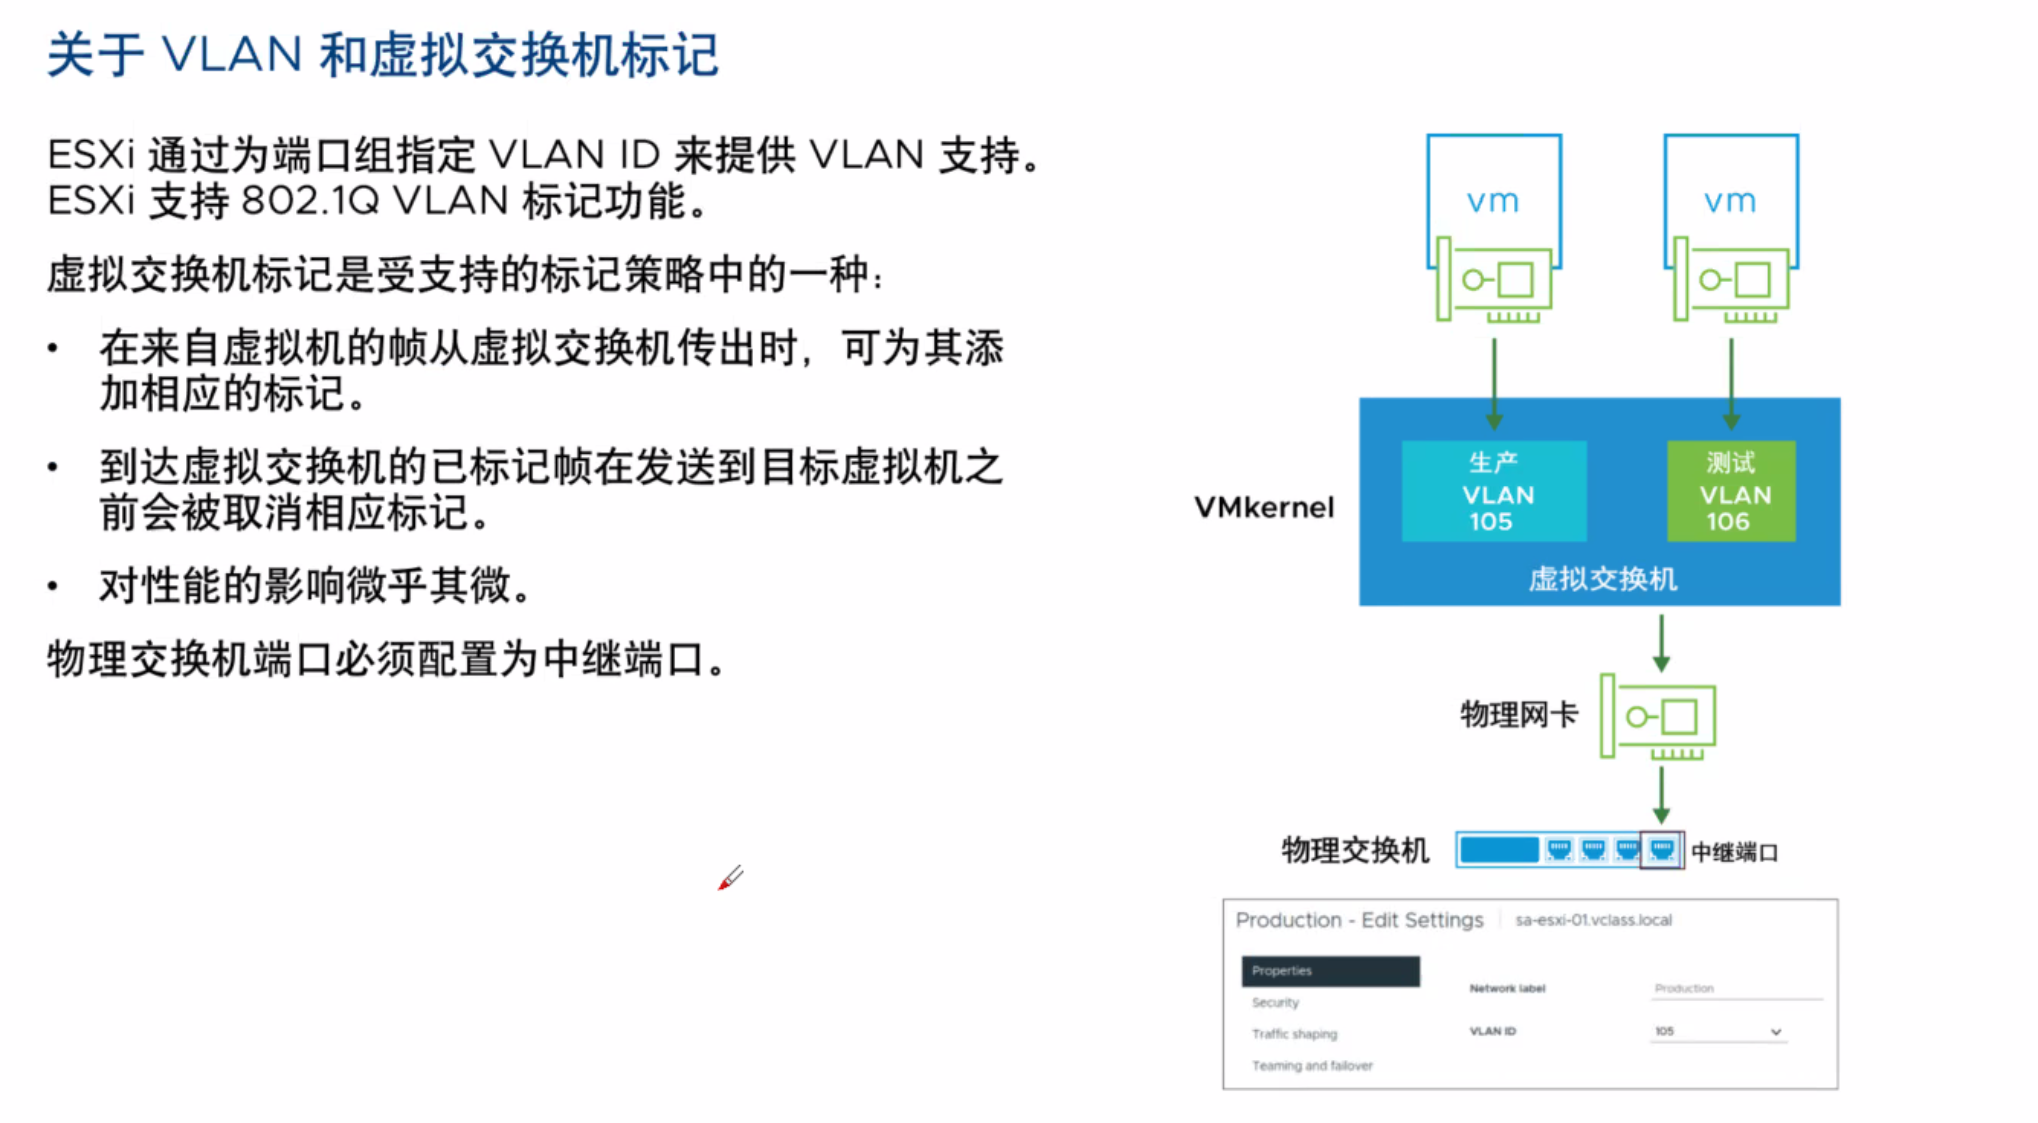 关于 VLAN 和虚拟交换机标记
ESXi 通过为端口组指定 VLAN ID 来提供 VLAN 支持。
ESXi 支持 802.1Q VLAN 标记功能。
虚拟交换机标记是受支持的标记策略中的一种：
• 在来自虚拟机的帧从虚拟交换机传出时，可为其添
加相应的标记。
• 到达虚拟交换机的已标记帧在发送到目标虚拟机之
前会被取消相应标记。
• 对性能的影响微乎其微。
物理交换机端口必须配置为中继端口。
vm
vm
VMkernel
生产
VLAN
105
测试
VLAN
106
虚拟交换机
物理网卡
物理交换机
中继端口
Production - Edit Settings
sa-esxi-01.vclass.local
Properties
Security
Traffic shaping
Teaming and failover
Network label
Production
VLAN ID
105